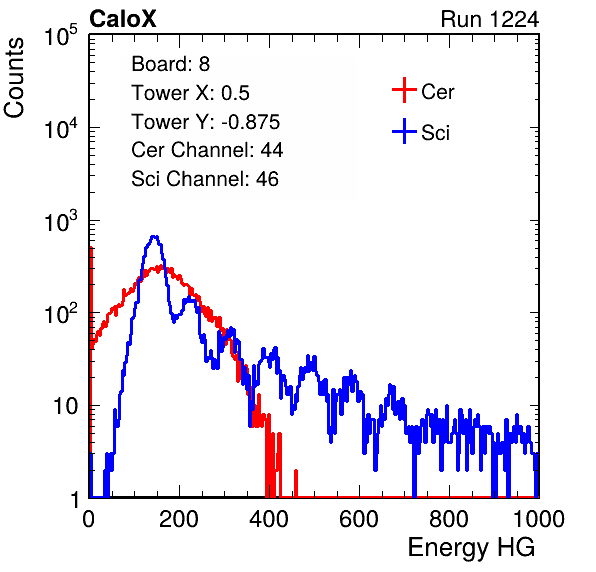 CaloX Run 1224
Counts
10^5
10^4
10^3
10^2
10
1
Board: 8
Tower X: 0.5
Tower Y: -0.875
Cer Channel: 44
Sci Channel: 46
Cer
Sci
0 200 400 600 800 1000
Energy HG